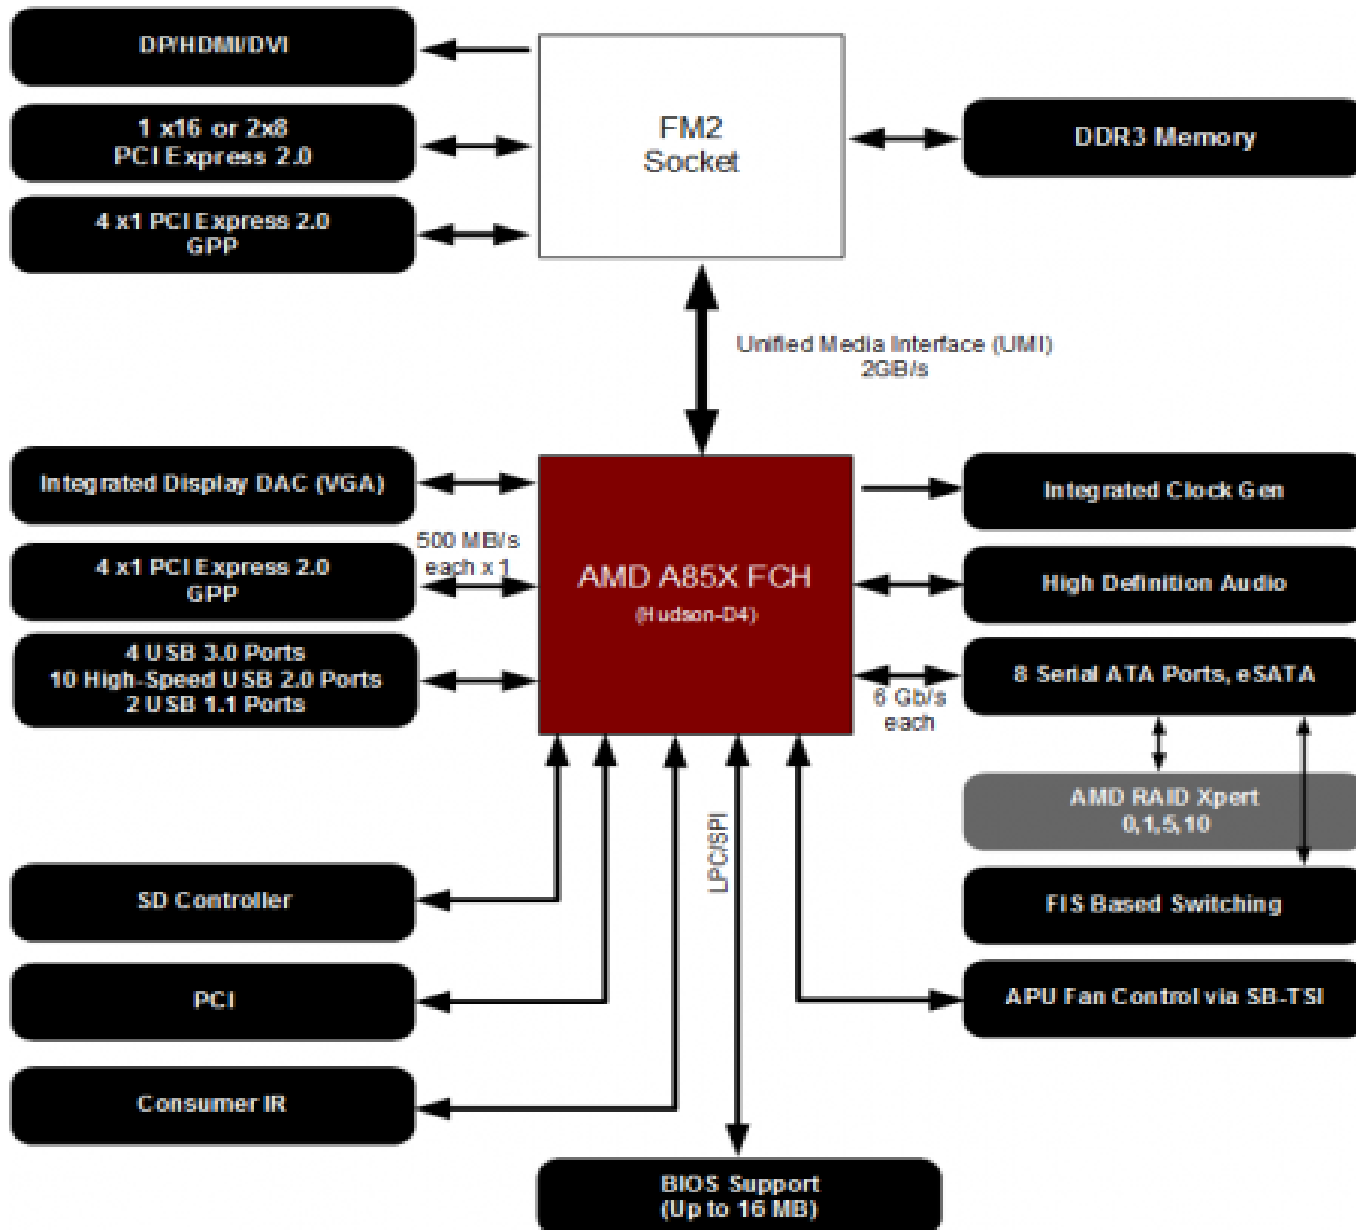 DP/HDMI/DVI
1 x16 or 2x8
PCI Express 2.0
4 x1 PCI Express 2.0
GPP
FM2
Socket
DDR3 Memory
Unified Media Interface (UMI)
2GB/s
Integrated Display DAC (VGA)
500 MB/s
each x 1
4 x1 PCI Express 2.0
GPP
4 USB 3.0 Ports
10 High-Speed USB 2.0 Ports
2 USB 1.1 Ports
AMD A85X FCH
(Hudson-D4)
Integrated Clock Gen
High Definition Audio
8 Serial ATA Ports, eSATA
6 Gb/s
each
AMD RAID Xpert
0,1,5,10
FIS Based Switching
APU Fan Control via SB-TSI
LPC/SPI
SD Controller
PCI
Consumer IR
BIOS Support
(Up to 16 MB)